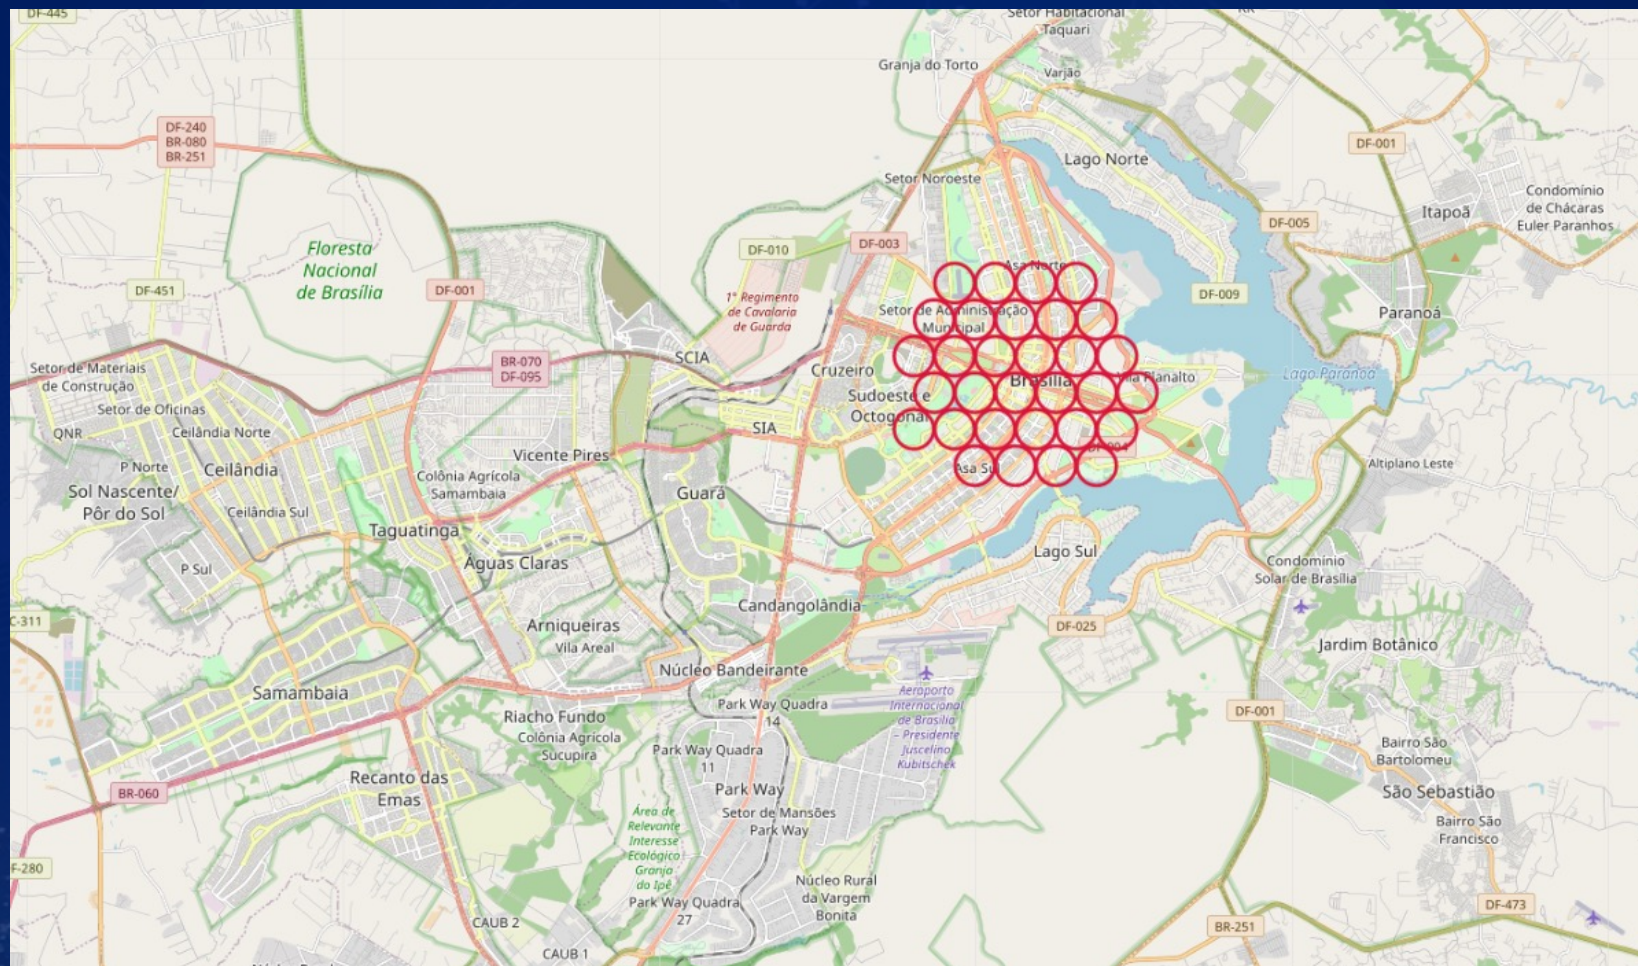 DF-445
Setor Habitacional
Taquari
Granja do Torto
Varjão
DF-240
BR-080
BR-251
DF-001
Lago Norte
Setor Noroeste
Condomínio
de Chácaras
Euler Paranhos
Itapoã
DF-005
DF-003
DF-010
Floresta
Nacional
de Brasília
DF-451
DF-001
Asa Norte
DF-009
1° Regimento
de Cavalaria
de Guarda
Setor de Administração
Municipal
Paranoá
SCIA
BR-070
DF-095
Setor de Materiais
de Construção
Cruzeiro
Brasília
Vila Planalto
Lago Paranoá
Sudoeste e
Octogonal
Setor de Oficinas
QNR
Ceilândia Norte
SIA
DF-004
P Norte
Ceilândia
Vicente Pires
Asa Sul
Altiplano Leste
Colônia Agrícola
Samambaia
Sol Nascente/
Pôr do Sol
Guará
Ceilândia Sul
Taguatinga
Lago Sul
P Sul
Águas Claras
Condomínio
Solar de Brasília
Candangolândia
C-311
Arniqueiras
DF-025
Vila Areal
Jardim Botânico
Núcleo Bandeirante
Samambaia
Aeroporto
Internacional
de Brasília
– Presidente
Juscelino
Kubitschek
Park Way Quadra
14
Riacho Fundo
Colônia Agricola
Sucupira
DF-001
Park Way Quadra
11
Bairro São
Bartolomeu
Recanto das
Emas
BR-060
Park Way
São Sebastião
Setor de Mansões
Park Way
Área de
Relevante
Interesse
Ecológico
Granja
do Ipê
Bairro São
Francisco
F-280
Núcleo Rural
da Vargem
Bonita
Park Way Quadra
27
DF-473
CAUB 2
BR-251
CAUB 1